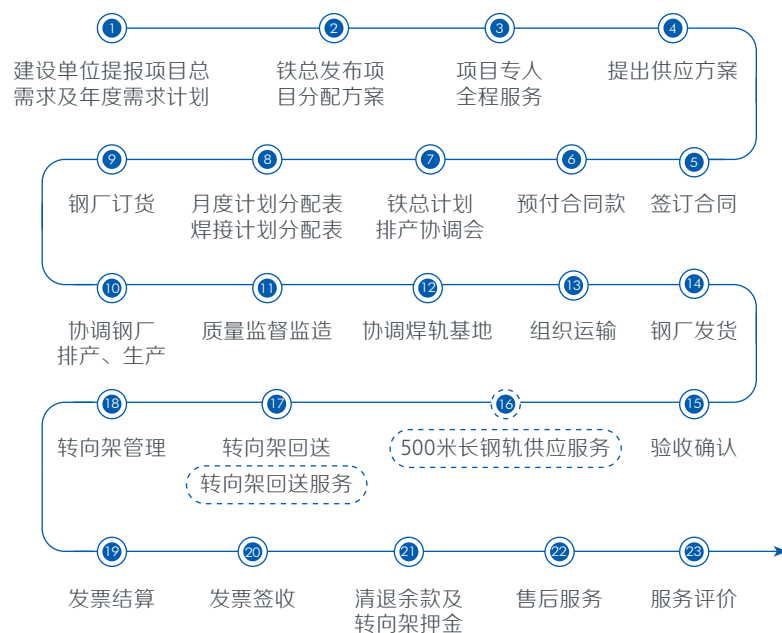 1
建设单位提报项目总
需求及年度需求计划
2
铁总发布项
目分配方案
3
项目专人
全程服务
4
提出供应方案
5
签订合同
6
预付合同款
7
铁总计划
排产协调会
8
月度计划分配表
焊接计划分配表
9
钢厂订货
10
协调钢厂
排产、生产
11
质量监督监造
12
协调焊轨基地
13
组织运输
14
钢厂发货
15
验收确认
16
500米长钢轨供应服务
17
转向架回送
转向架回送服务
18
转向架管理
19
发票结算
20
发票签收
21
清退余款及
转向架押金
22
售后服务
23
服务评价